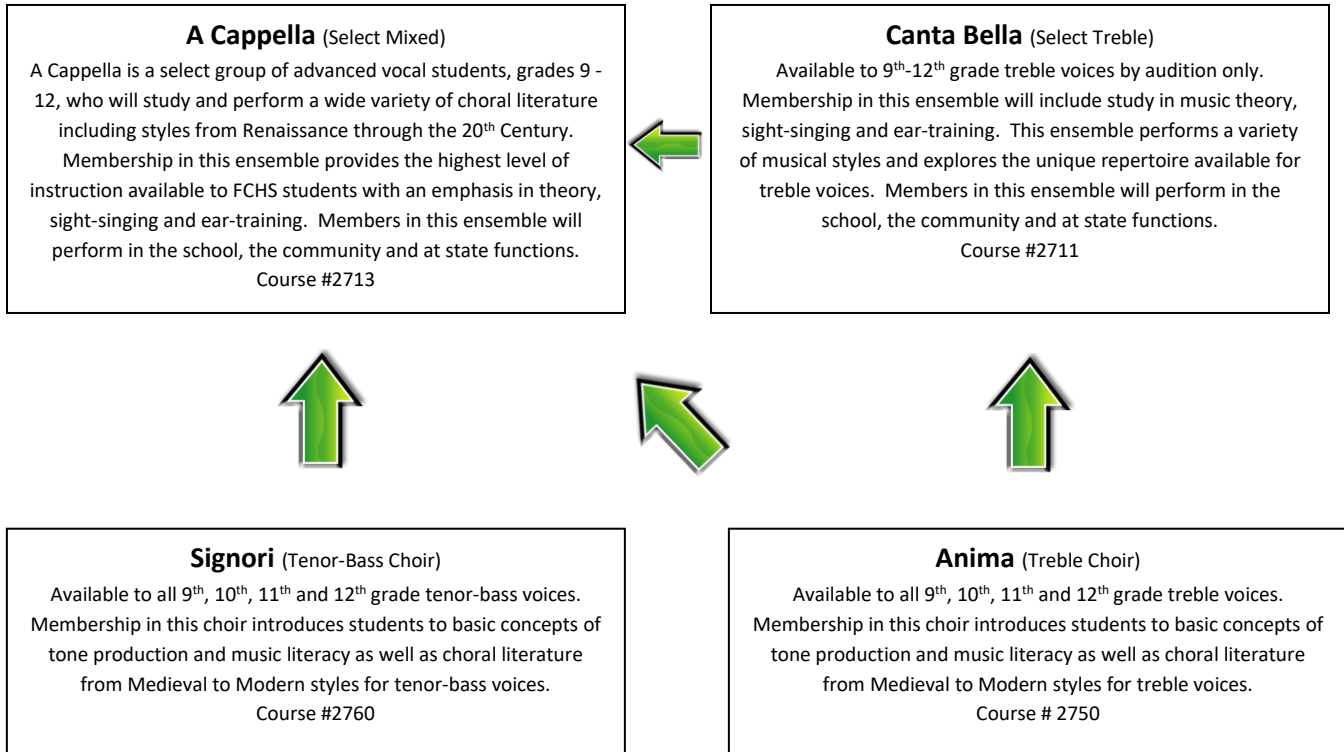 A Cappella (Select Mixed)
A Cappella is a select group of advanced vocal students, grades 9 -
12, who will study and perform a wide variety of choral literature
including styles from Renaissance through the 20th Century.
Membership in this ensemble provides the highest level of
instruction available to FCHS students with an emphasis in theory,
sight-singing and ear-training. Members in this ensemble will
perform in the school, the community and at state functions.
Course #2713
Canta Bella (Select Treble)
Available to 9th-12th grade treble voices by audition only.
Membership in this ensemble will include study in music theory,
sight-singing and ear-training. This ensemble performs a variety
of musical styles and explores the unique repertoire available for
treble voices. Members in this ensemble will perform in the
school, the community and at state functions.
Course #2711
Signori (Tenor-Bass Choir)
Available to all 9th, 10th, 11th and 12th grade tenor-bass voices.
Membership in this choir introduces students to basic concepts of
tone production and music literacy as well as choral literature
from Medieval to Modern styles for tenor-bass voices.
Course #2760
Anima (Treble Choir)
Available to all 9th, 10th, 11th and 12th grade treble voices.
Membership in this choir introduces students to basic concepts of
tone production and music literacy as well as choral literature
from Medieval to Modern styles for treble voices.
Course # 2750